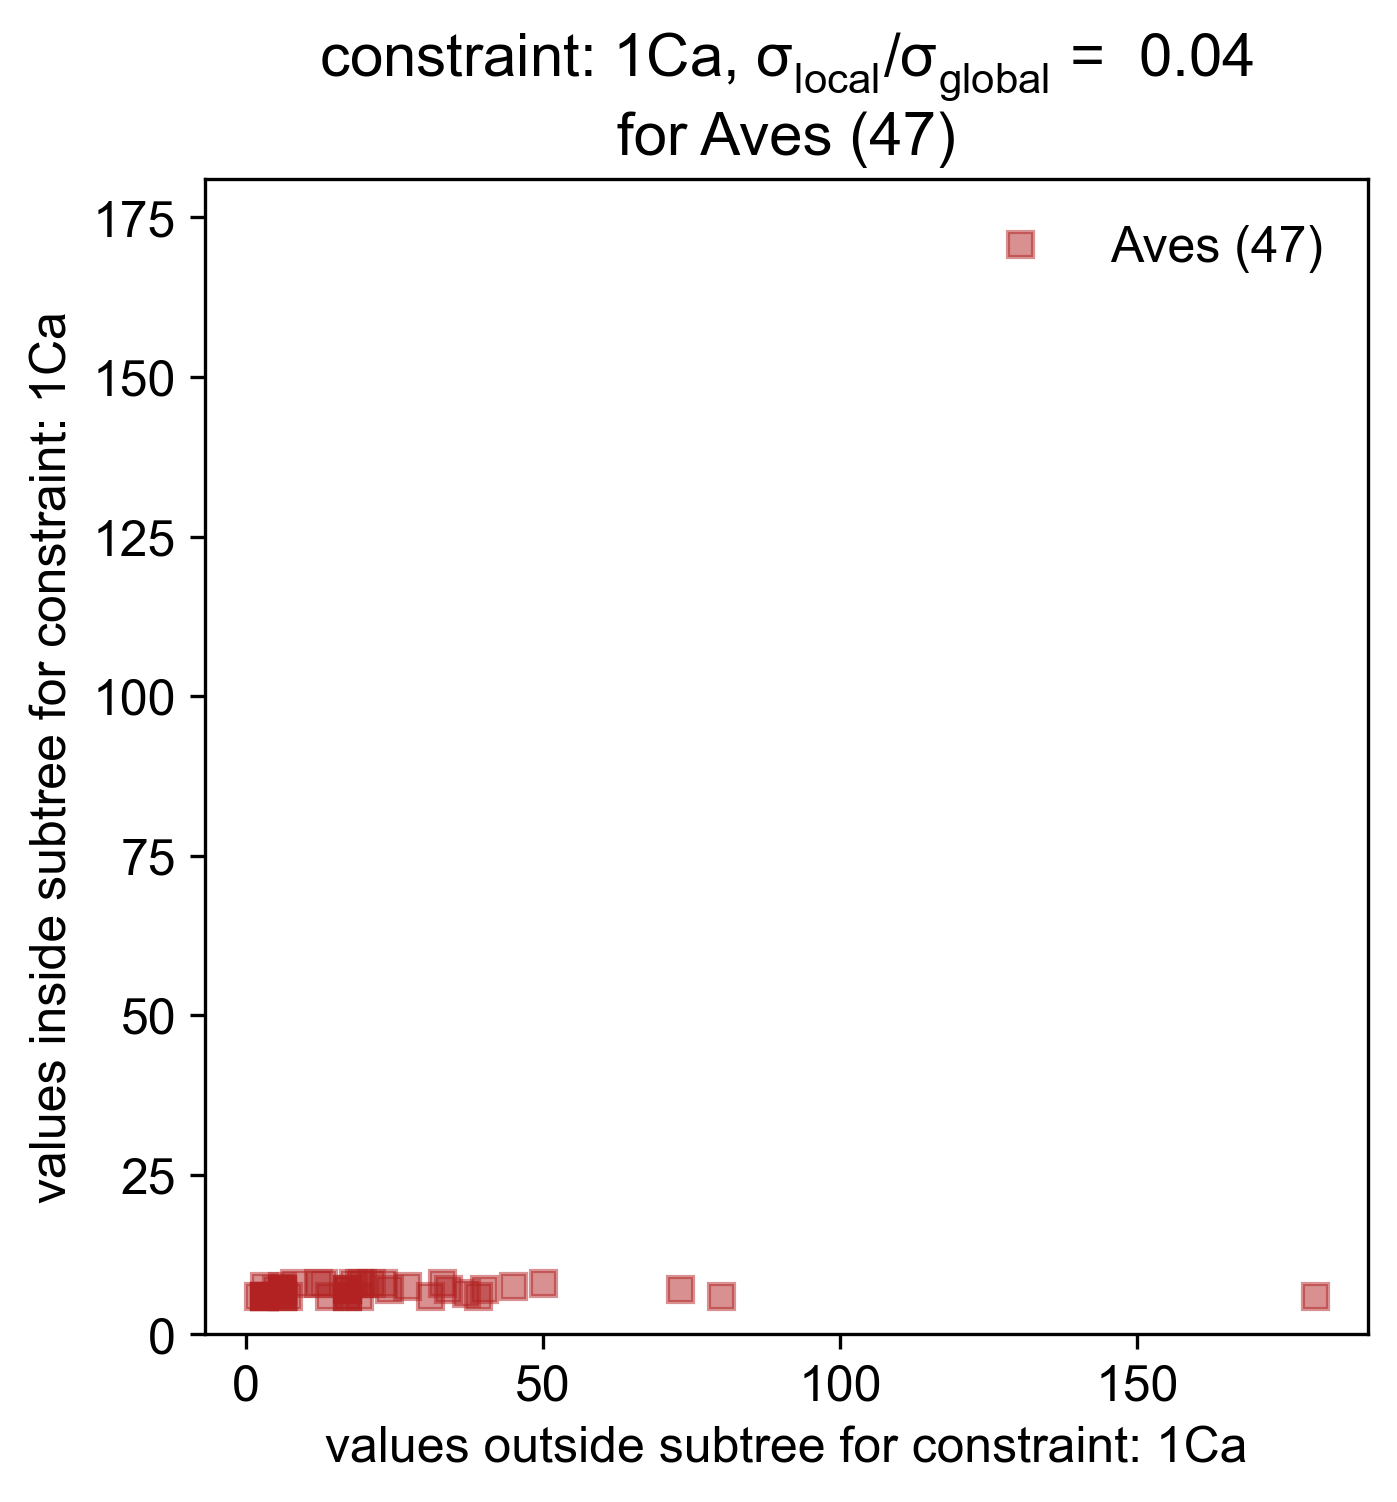 constraint: 1Ca, σlocal/σglobal = 0.04
for Aves (47)
Aves (47)
values inside subtree for constraint: 1Ca
175
150
125
100
75
50
25
0
0 50 100 150
values outside subtree for constraint: 1Ca